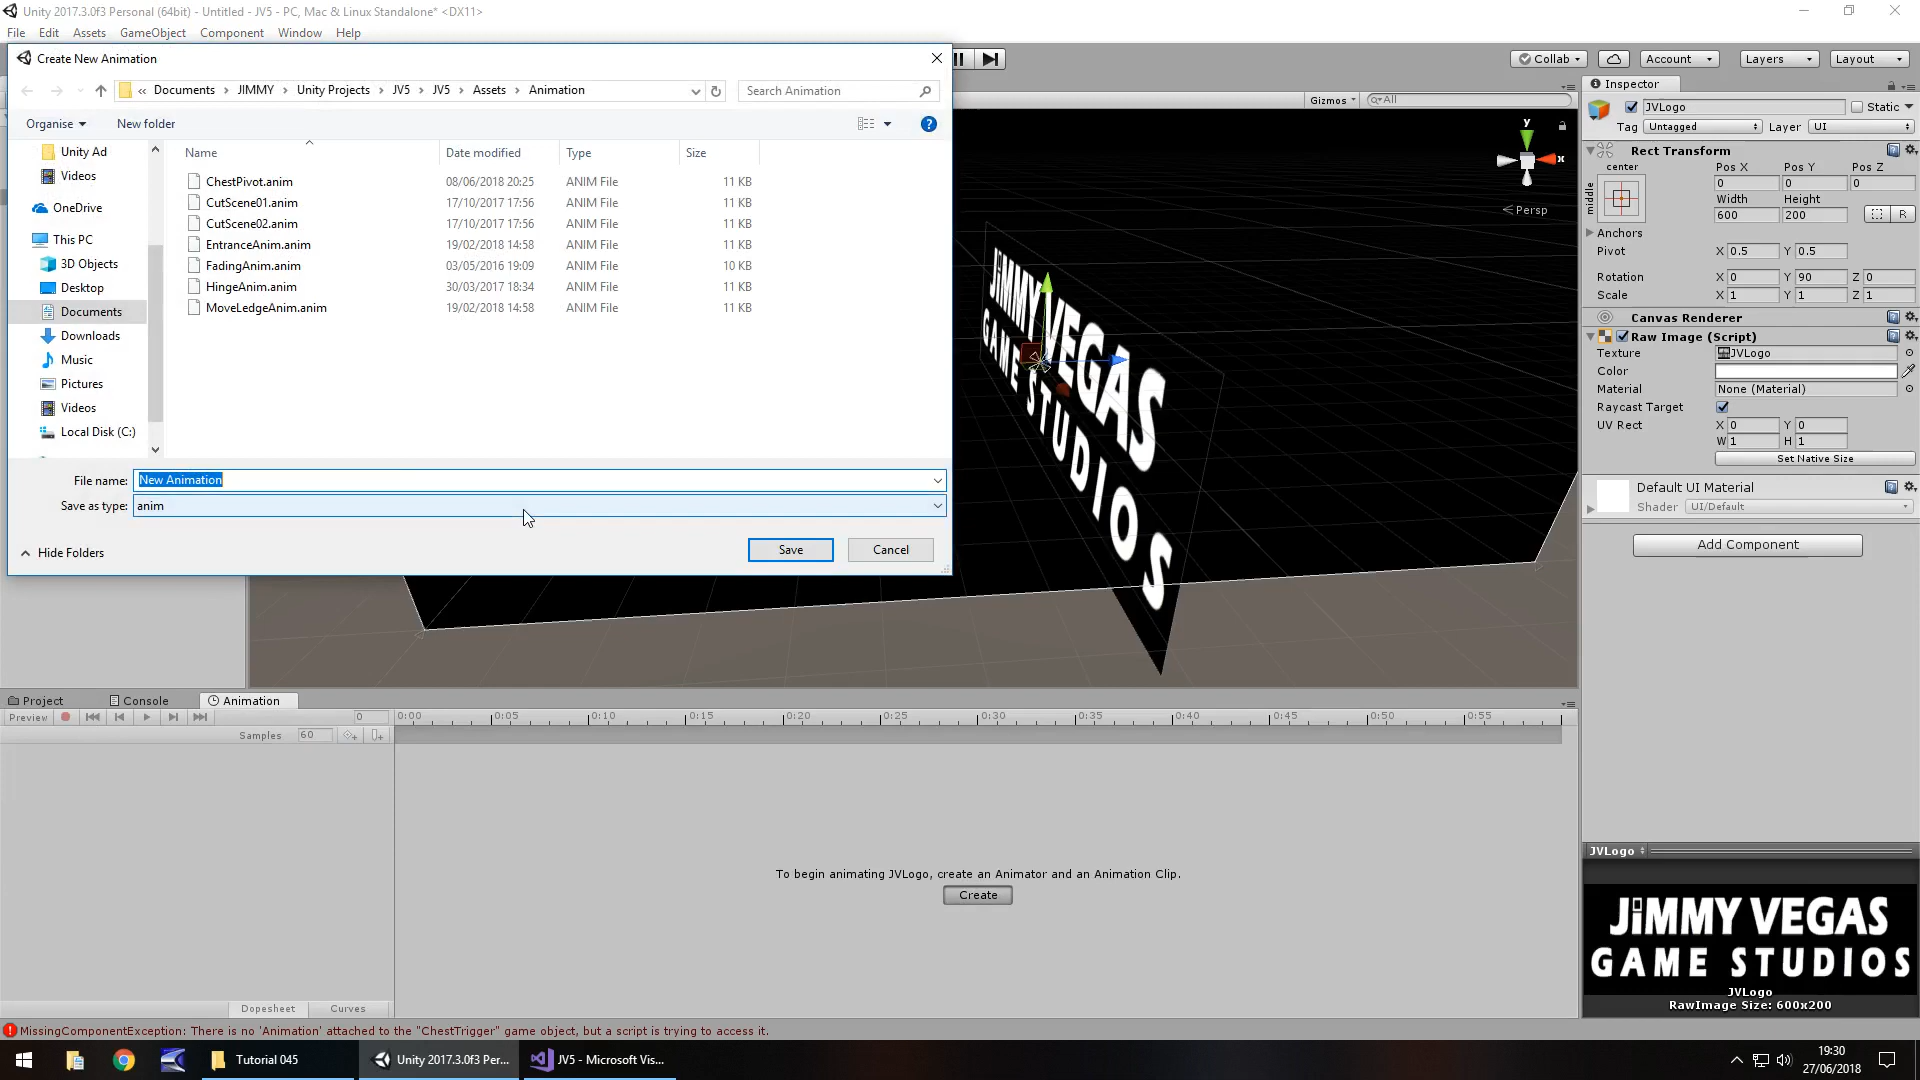 Unity 2017.3.0f3 Personal (64bit) - Untitled - JV5 - PC, Mac & Linux Standalone* <DX11>
File Edit Assets GameObject Component Window Help
Create New Animation
« Documents > JIMMY > Unity Projects > JV5 > JV5 > Assets > Animation
Search Animation
Organise New folder
Unity Ad
Videos
OneDrive
This PC
3D Objects
Desktop
Documents
Downloads
Music
Pictures
Videos
Local Disk (C:)
Name Date modified Type Size
ChestPivot.anim 08/06/2018 20:25 ANIM File 11 KB
CutScene01.anim 17/10/2017 17:56 ANIM File 11 KB
CutScene02.anim 17/10/2017 17:56 ANIM File 11 KB
EntranceAnim.anim 19/02/2018 14:58 ANIM File 11 KB
FadingAnim.anim 03/05/2016 19:09 ANIM File 10 KB
HingeAnim.anim 30/03/2017 18:34 ANIM File 11 KB
MoveLedgeAnim.anim 19/02/2018 14:58 ANIM File 11 KB
File name: New Animation
Save as type: anim
Hide Folders
Save Cancel
Collab Account Layers Layout
Gizmos All
y
x
Persp
JiMMY VEGAS
GAME STUDIOS
Inspector
JVLogo Static
Tag Untagged Layer UI
Rect Transform
center
middle
Pos X Pos Y Pos Z
0 0 0
Width Height
600 200
R
Anchors
Pivot X 0.5 Y 0.5
Rotation X 0 Y 90 Z 0
Scale X 1 Y 1 Z 1
Canvas Renderer
Raw Image (Script)
Texture JVLogo
Color
Material None (Material)
Raycast Target
UV Rect X 0 Y 0
W 1 H 1
Set Native Size
Default UI Material
Shader UI/Default
Add Component
JVLogo
JiMMY VEGAS
GAME STUDIOS
JVLogo
RawImage Size: 600x200
Project Console Animation
Preview 0 0:00 0:05 0:10 0:15 0:20 0:25 0:30 0:35 0:40 0:45 0:50 0:55
Samples 60
To begin animating JVLogo, create an Animator and an Animation Clip.
Create
Dopesheet Curves
MissingComponentException: There is no 'Animation' attached to the "ChestTrigger" game object, but a script is trying to access it.
Tutorial 045
Unity 2017.3.0f3 Per...
JV5 - Microsoft Vis...
19:30
27/06/2018